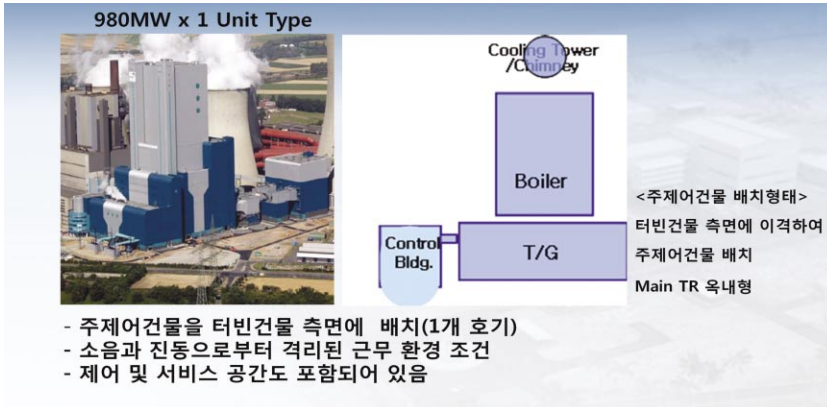 980MW x 1 Unit Type
Cooling Tower
/Chimney
Boiler
Control
Bldg.
T/G
<주제어건물 배치형태>
터빈건물 측면에 이격하여
주제어건물 배치
Main TR 옥내형
- 주제어건물을 터빈건물 측면에 배치(1개 호기)
- 소음과 진동으로부터 격리된 근무 환경 조건
- 제어 및 서비스 공간도 포함되어 있음